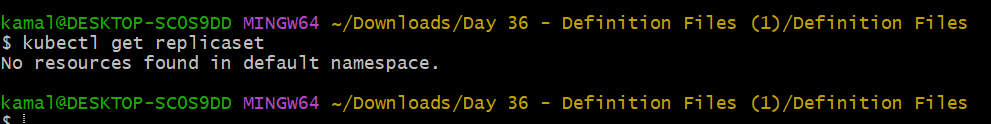 kamal@DESKTOP-SC0S9DD MINGW64 ~/Downloads/Day 36 - Definition Files (1)/Definition Files
$ kubectl get replicaset
No resources found in default namespace.
kamal@DESKTOP-SC0S9DD MINGW64 ~/Downloads/Day 36 - Definition Files (1)/Definition Files
$